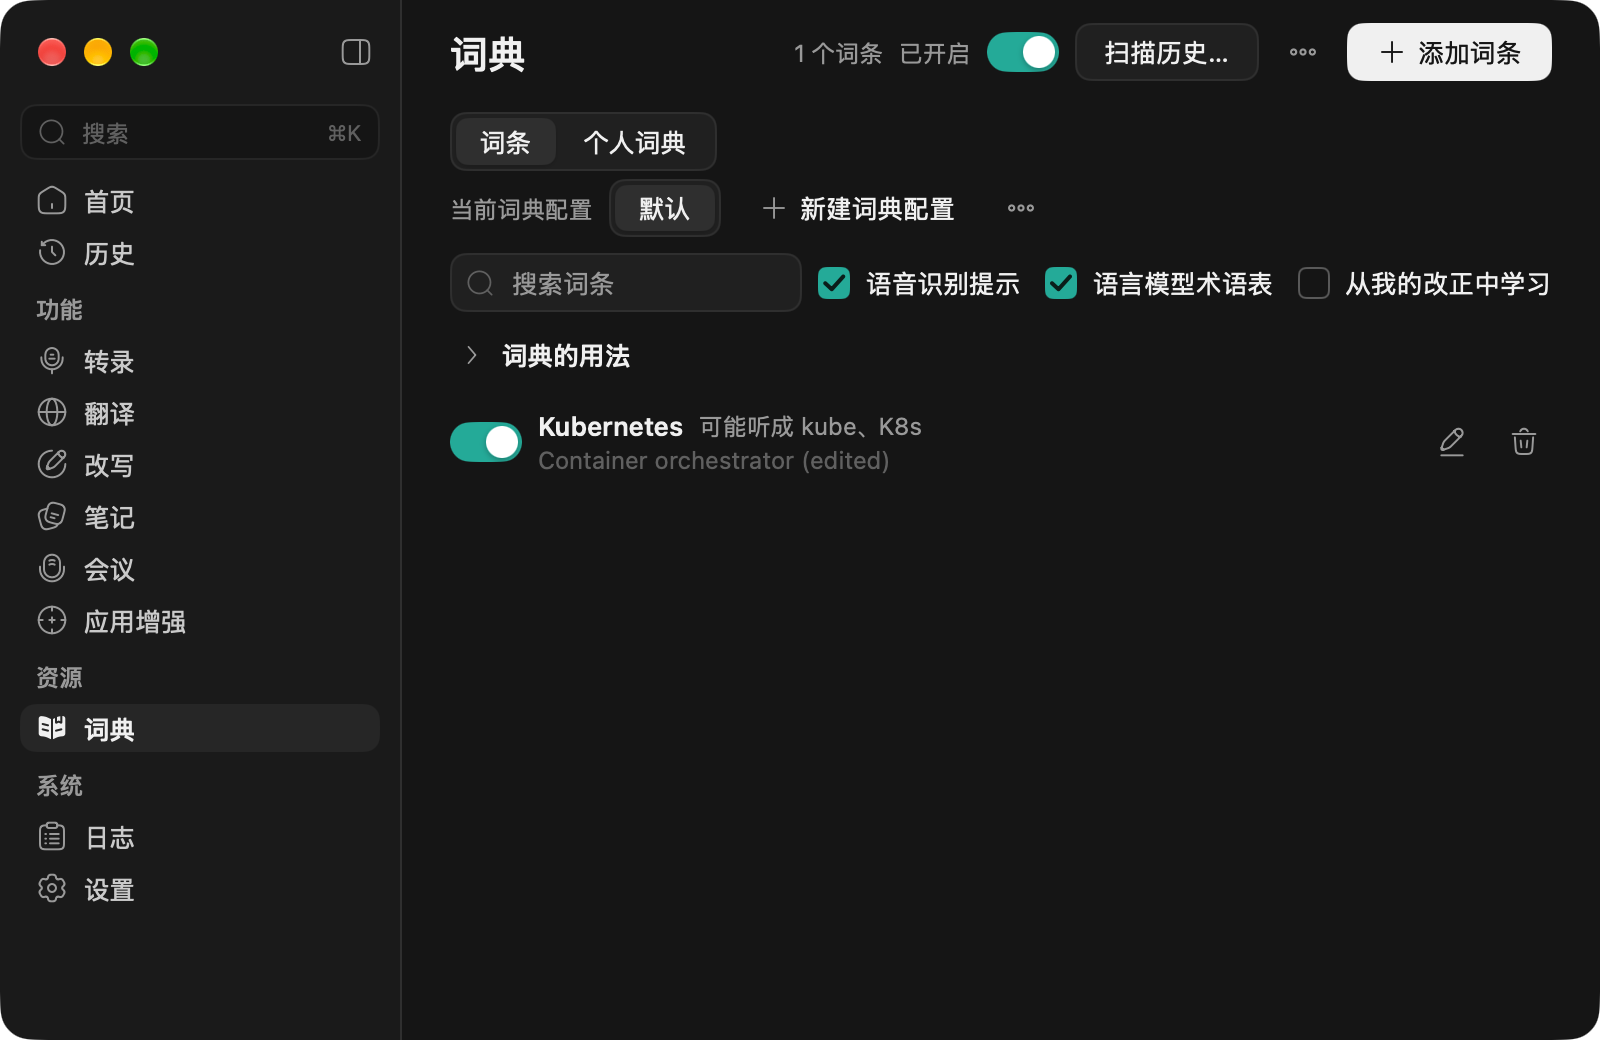 搜索 ⌘K
首页
历史
功能
转录
翻译
改写
笔记
会议
应用增强
资源
词典
系统
日志
设置
词典
1 个词条 已开启 扫描历史... 添加词条
词条 个人词典
当前词典配置 默认 新建词典配置
搜索词条 语音识别提示 语言模型术语表 从我的改正中学习
词典的用法
Kubernetes 可能听成 kube、K8s
Container orchestrator (edited)